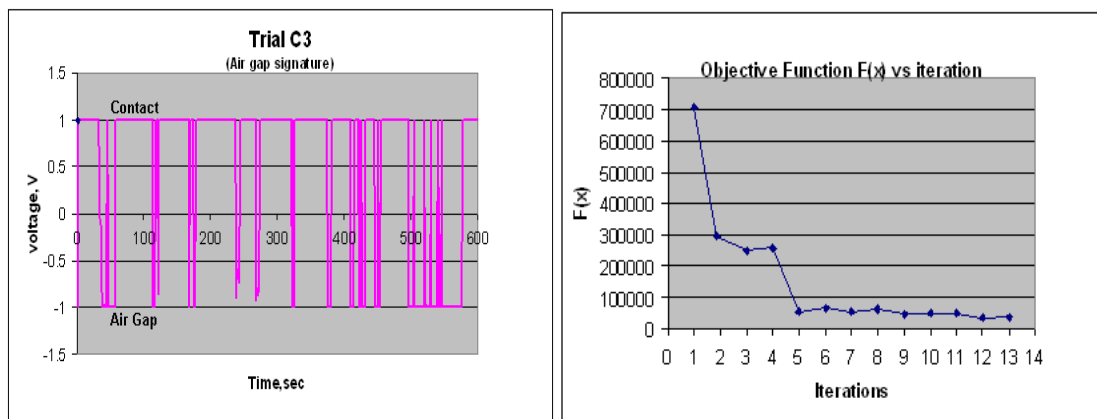 Trial C3
(Air gap signature)
1.5
Contact
1
0.5
0
0 100 200 300 400 500 600
-0.5
-1
Air Gap
-1.5
voltage, V
Time,sec
Objective Function F(x) vs iteration
800000
700000
600000
500000
400000
300000
200000
100000
0
F(x)
0 1 2 3 4 5 6 7 8 9 10 11 12 13 14
Iterations